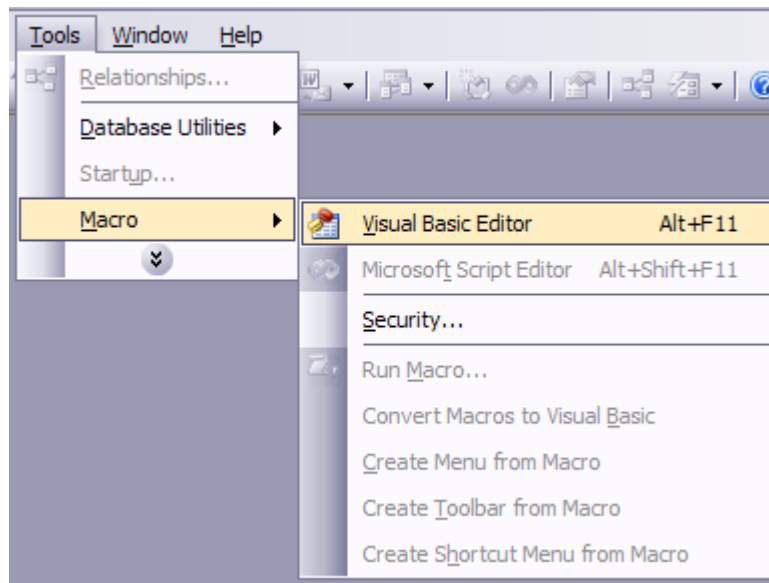 Tools Window Help
Relationships...
Database Utilities
Startup...
Macro
Visual Basic Editor Alt+F11
Microsoft Script Editor Alt+Shift+F11
Security...
Run Macro...
Convert Macros to Visual Basic
Create Menu from Macro
Create Toolbar from Macro
Create Shortcut Menu from Macro